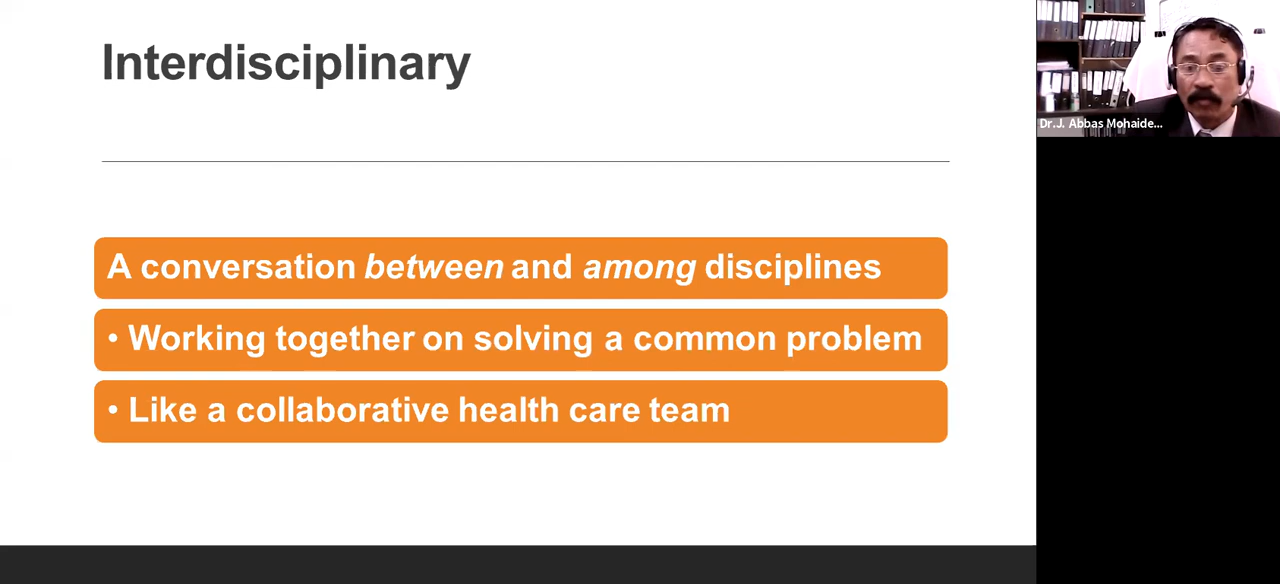 Interdisciplinary
A conversation between and among disciplines
• Working together on solving a common problem
• Like a collaborative health care team
Dr.J. Abbas Mohaide...